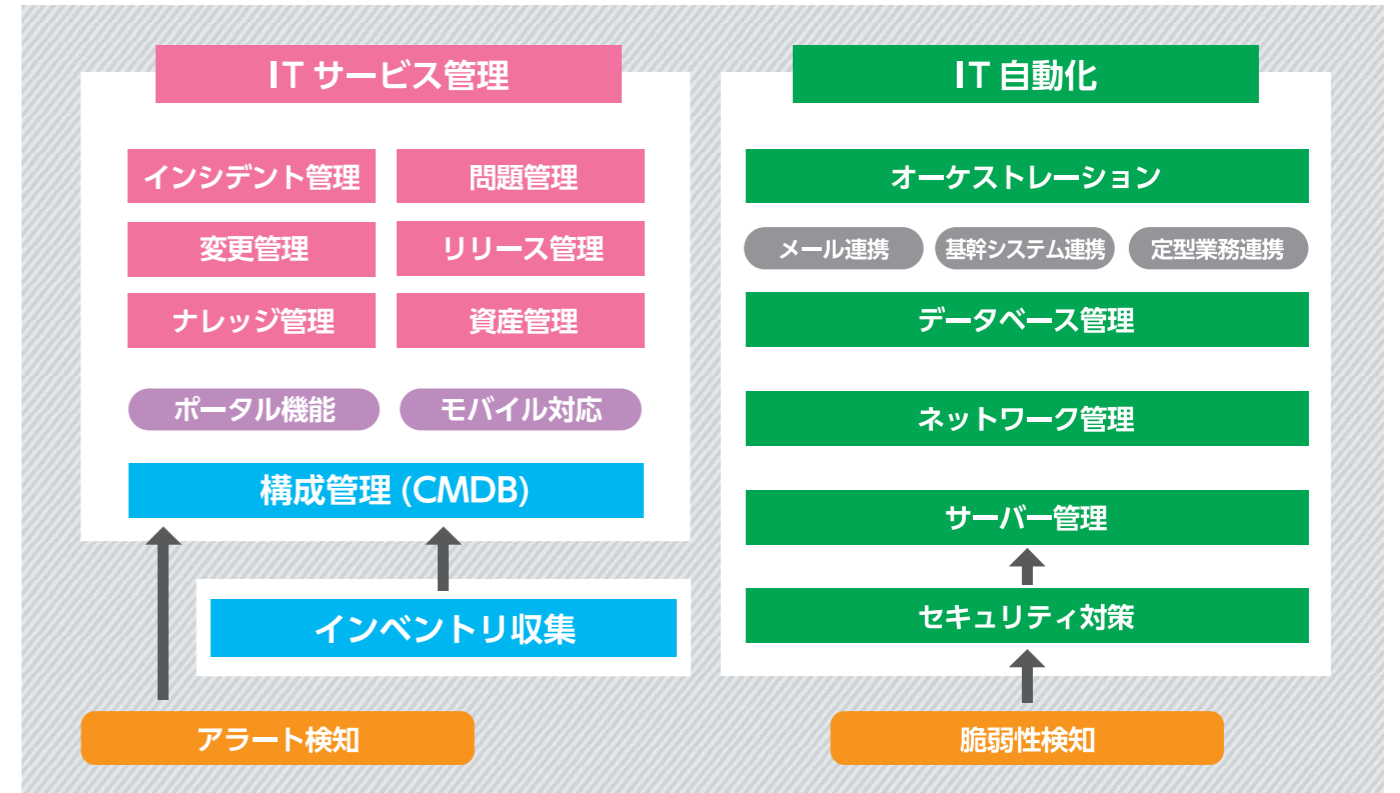 IT サービス管理
インシデント管理
問題管理
変更管理
リリース管理
ナレッジ管理
資産管理
ポータル機能
モバイル対応
構成管理 (CMDB)
インベントリ収集
アラート検知
IT 自動化
オーケストレーション
メール連携
基幹システム連携
定型業務連携
データベース管理
ネットワーク管理
サーバー管理
セキュリティ対策
脆弱性検知